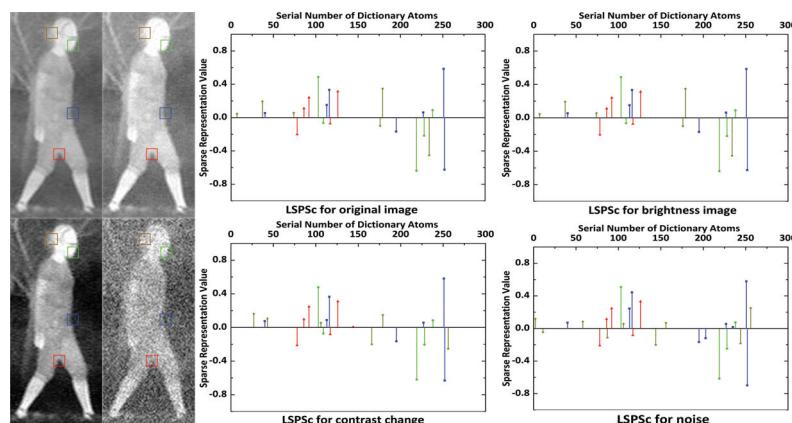 Serial Number of Dictionary Atoms
0 50 100 150 200 250 300
Sparse Representation Value
0.8
0.4
0.0
-0.4
-0.8
LSPSc for original image
Serial Number of Dictionary Atoms
0 50 100 150 200 250 300
Sparse Representation Value
0.8
0.4
0.0
-0.4
-0.8
LSPSc for brightness image
Serial Number of Dictionary Atoms
0 50 100 150 200 250 300
Sparse Representation Value
0.8
0.4
0.0
-0.4
-0.8
LSPSc for contrast change
Serial Number of Dictionary Atoms
0 50 100 150 200 250 300
Sparse Representation Value
0.8
0.4
0.0
-0.4
-0.8
LSPSc for noise